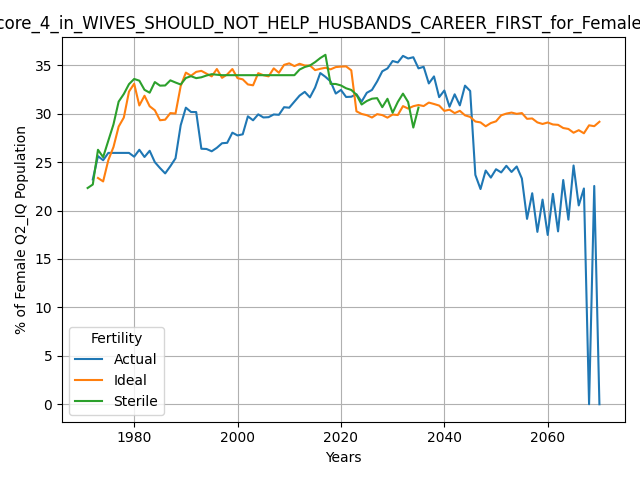 core_4_in_WIVES_SHOULD_NOT_HELP_HUSBANDS_CAREER_FIRST_for_Female
% of Female Q2_IQ Population
35
30
25
20
15
10
5
0
Fertility
Actual
Ideal
Sterile
1980 2000 2020 2040 2060
Years